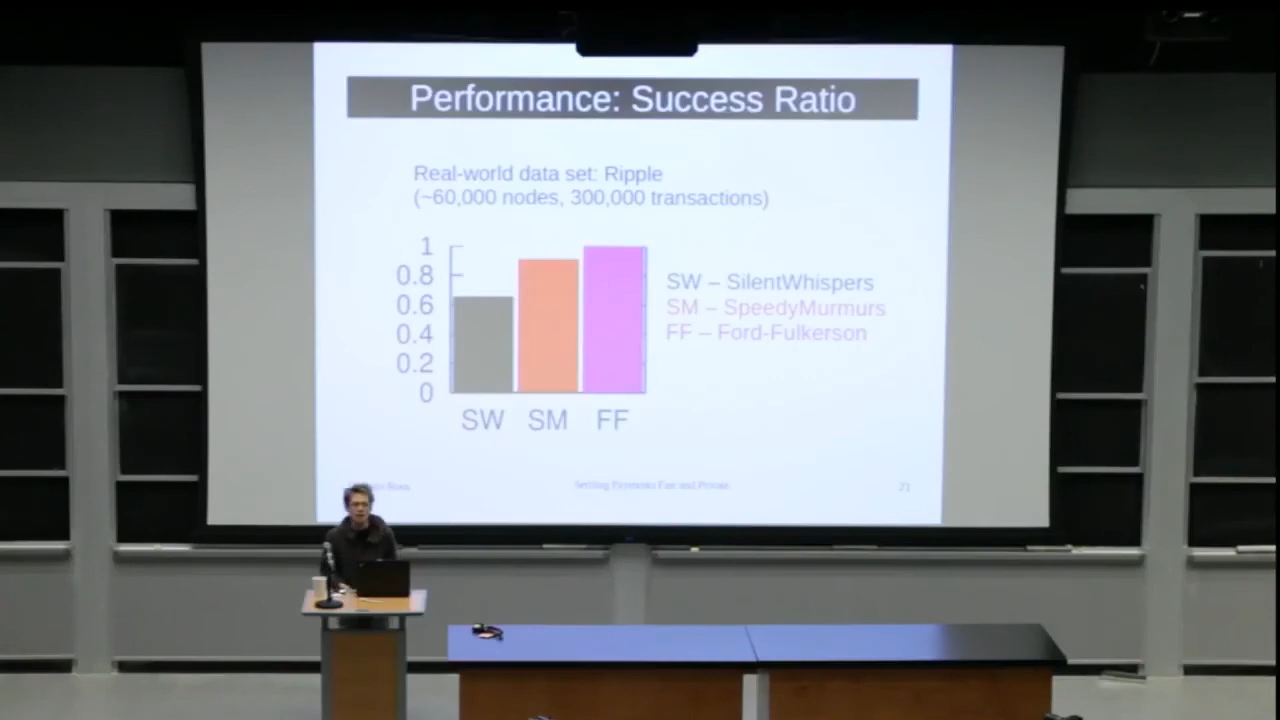 Performance: Success Ratio
Real-world data set: Ripple
(~60,000 nodes, 300,000 transactions)
1
0.8
0.6
0.4
0.2
0
SW SM FF
SW – SilentWhispers
SM – SpeedyMurmurs
FF – Ford-Fulkerson
Roos
Settling Payments Fast and Private
21